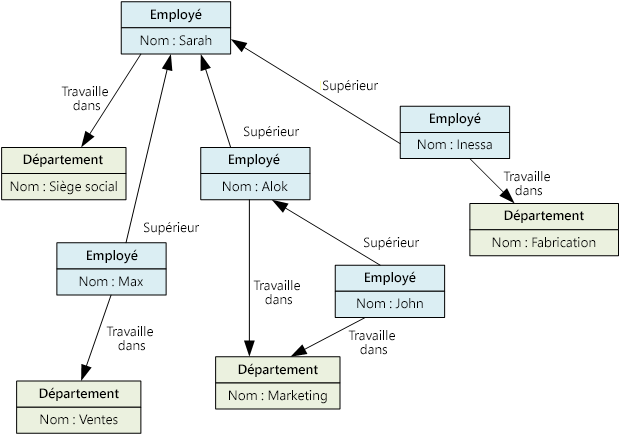 Employé
Nom : Sarah
Travaille
dans
Supérieur
Employé
Nom : Inessa
Supérieur
Département
Nom : Siège social
Employé
Nom : Alok
Travaille
dans
Département
Nom : Fabrication
Supérieur
Supérieur
Employé
Nom : Max
Employé
Nom : John
Travaille
dans
Travaille
dans
Travaille
dans
Département
Nom : Marketing
Département
Nom : Ventes